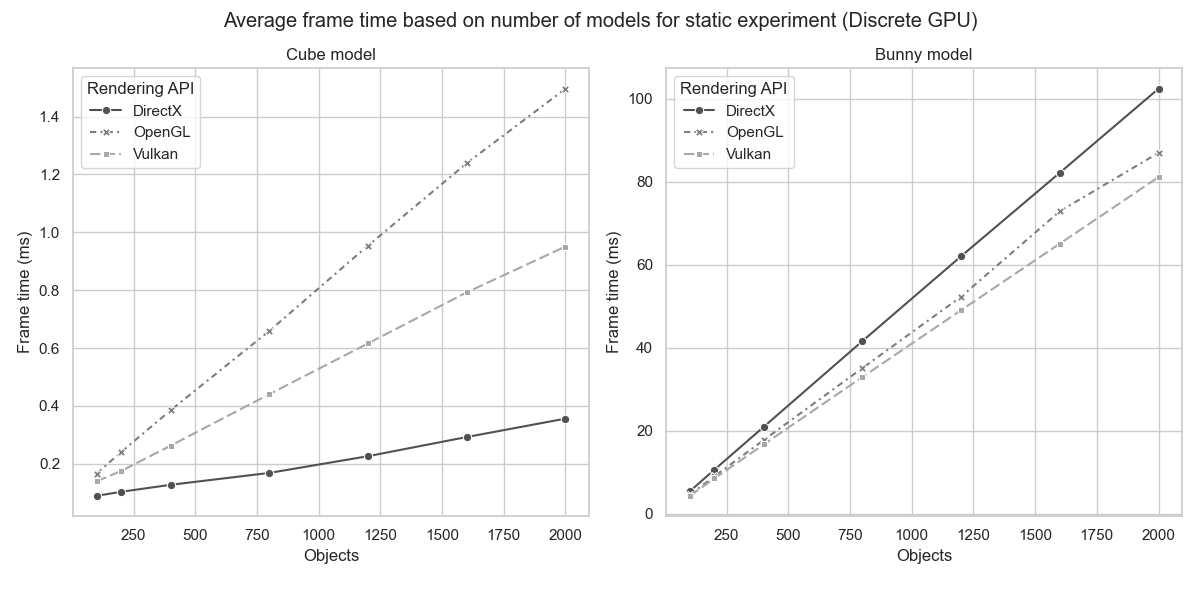 Average frame time based on number of models for static experiment (Discrete GPU)
Cube model
Rendering API
DirectX
OpenGL
Vulkan
Frame time (ms)
1.4
1.2
1.0
0.8
0.6
0.4
0.2
250 500 750 1000 1250 1500 1750 2000
Objects
Bunny model
Rendering API
DirectX
OpenGL
Vulkan
Frame time (ms)
100
80
60
40
20
0
250 500 750 1000 1250 1500 1750 2000
Objects